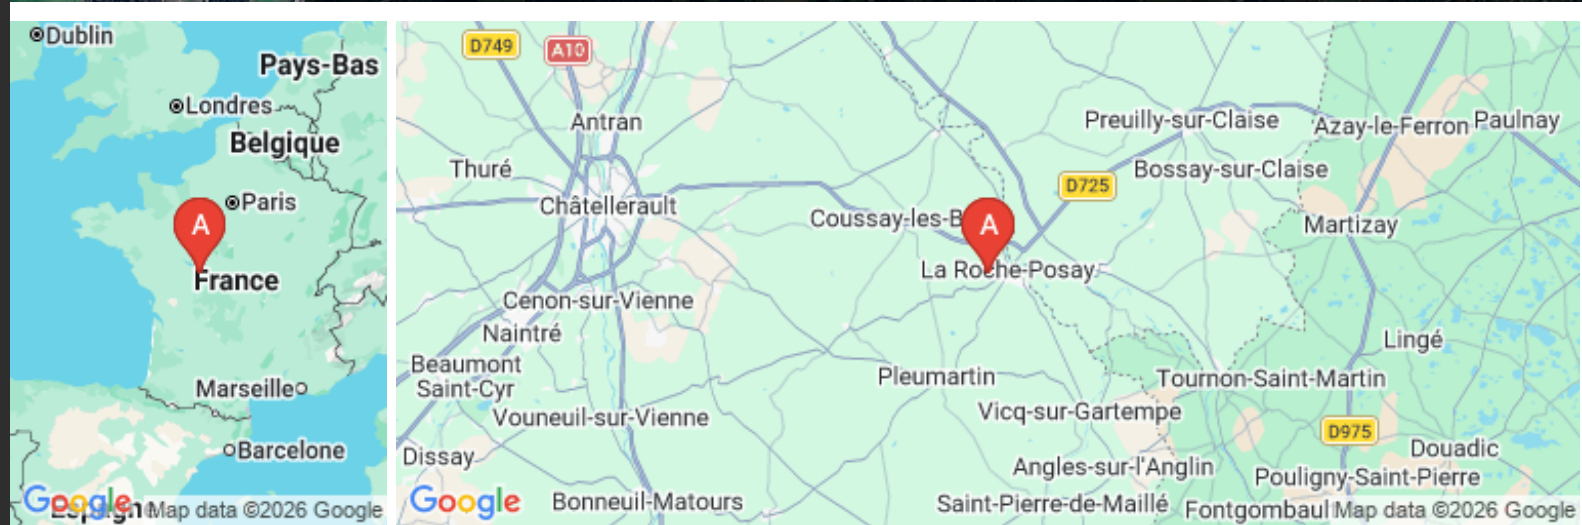 Dublin
Pays-Bas
Londres
Belgique
Paris
A
France
Marseille
Barcelone
Google
Map data ©2026 Google
D749
A10
Antran
Preuilly-sur-Claise
Azay-le-Ferron
Paulnay
Thuré
Bossay-sur-Claise
D725
Châtellerault
Coussay-les-B
A
Martizay
La Roche-Posay
Cenon-sur-Vienne
Naintré
Lingé
Beaumont
Saint-Cyr
Pleumartin
Tournon-Saint-Martin
Vouneuil-sur-Vienne
Vicq-sur-Gartempe
D975
Douadic
Dissay
Angles-sur-l'Anglin
Pouligny-Saint-Pierre
Google
Bonneuil-Matours
Saint-Pierre-de-Maillé
Fontgombaul
Map data ©2026 Google